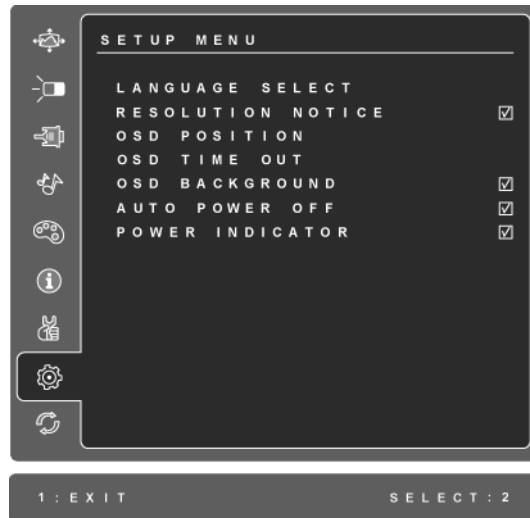 SETUP MENU
LANGUAGE SELECT
RESOLUTION NOTICE
OSD POSITION
OSD TIME OUT
OSD BACKGROUND
AUTO POWER OFF
POWER INDICATOR
1:EXIT SELECT:2